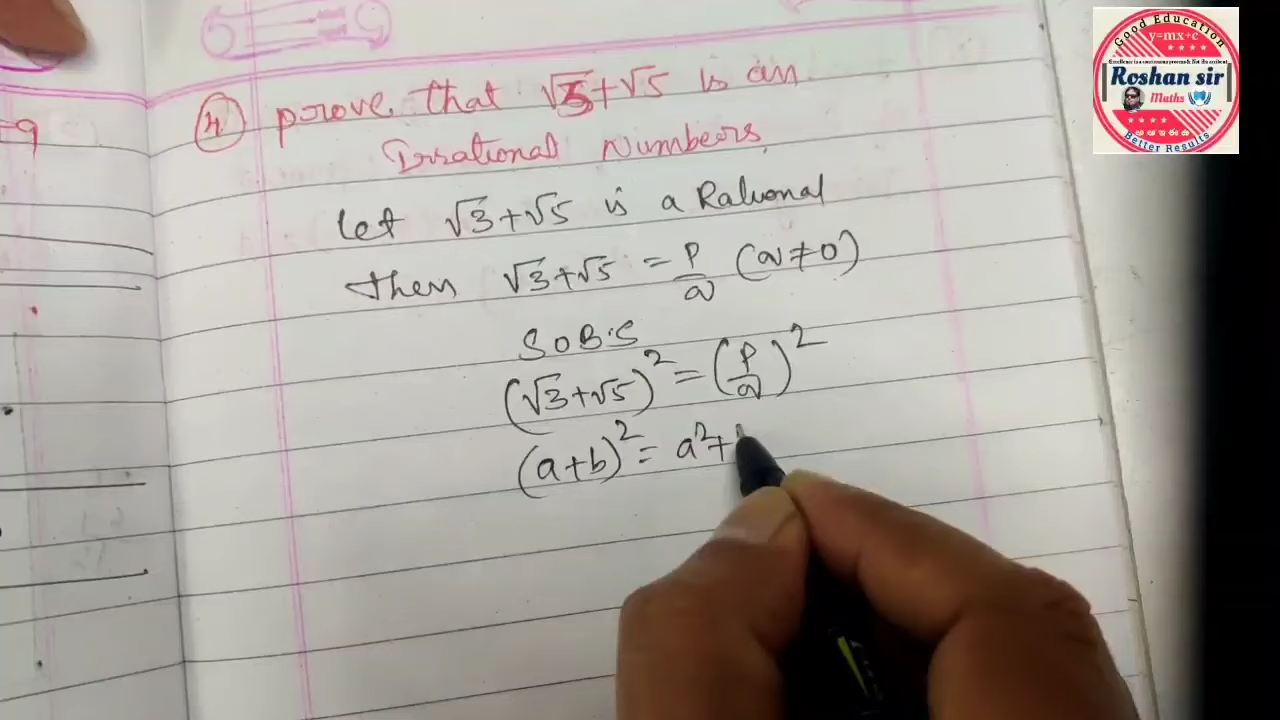 4) prove that √3+√5 is an
Irrational Numbers.
Let √3+√5 is a Rational
then √3+√5 = p/q (q≠0)
S O B S
(√3+√5)² = (p/q)²
(a+b)² = a²+
=9
Good Education
y=mx+c
Roshan sir
Maths
Better Results